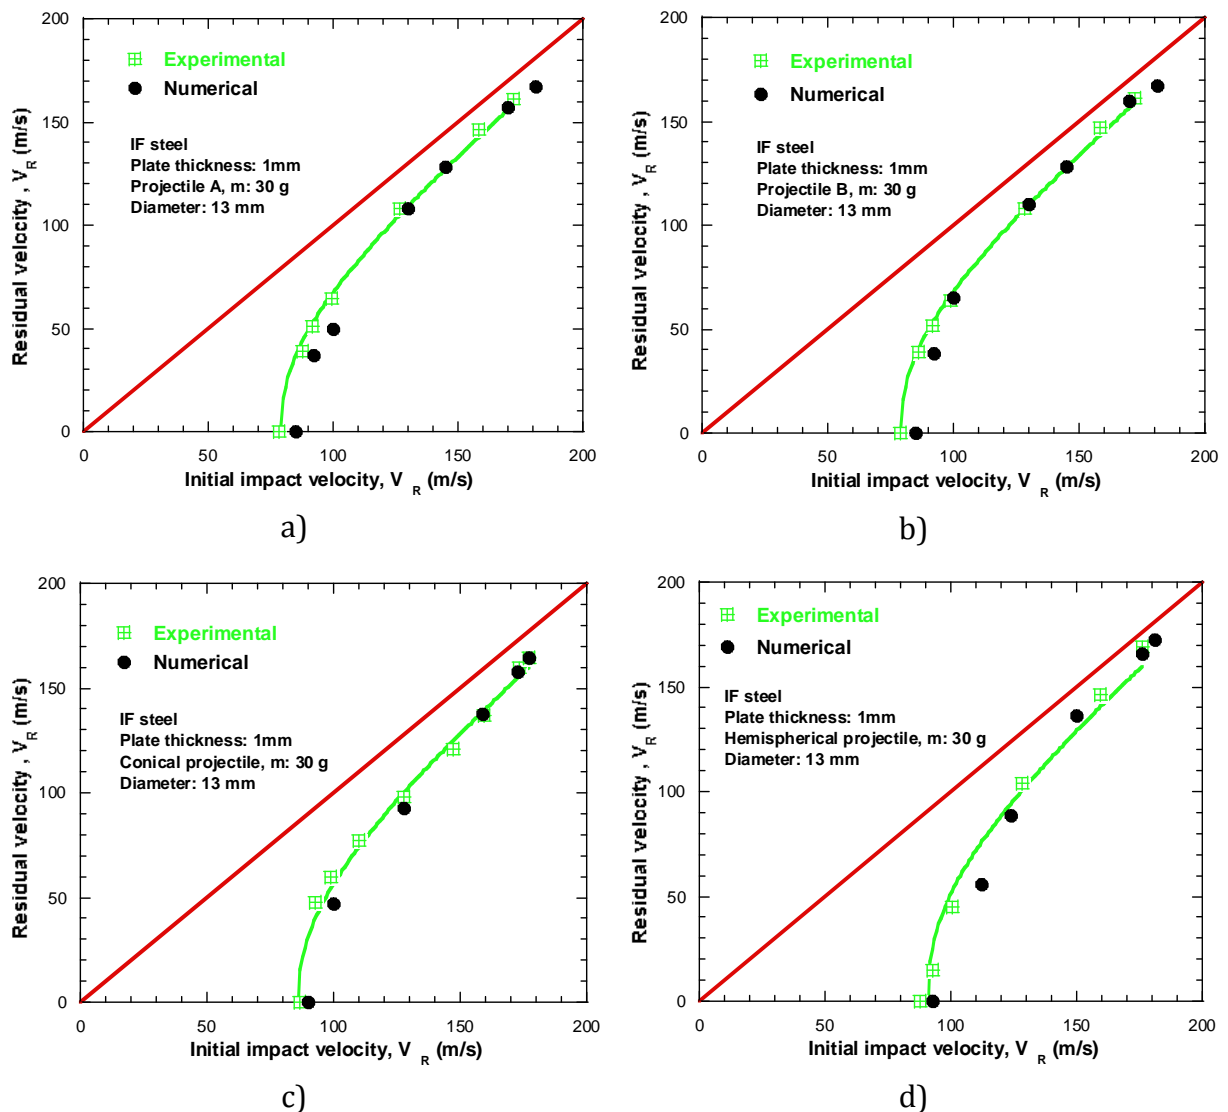 200
150
100
50
0
Residual velocity , V_R (m/s)
Experimental
Numerical
IF steel
Plate thickness: 1mm
Projectile A, m: 30 g
Diameter: 13 mm
0 50 100 150 200
Initial impact velocity, V_R (m/s)
a)
200
150
100
50
0
Residual velocity , V_R (m/s)
Experimental
Numerical
IF steel
Plate thickness: 1mm
Projectile B, m: 30 g
Diameter: 13 mm
0 50 100 150 200
Initial impact velocity, V_R (m/s)
b)
200
150
100
50
0
Residual velocity , V_R (m/s)
Experimental
Numerical
IF steel
Plate thickness: 1mm
Conical projectile, m: 30 g
Diameter: 13 mm
0 50 100 150 200
Initial impact velocity, V_R (m/s)
c)
200
150
100
50
0
Residual velocity , V_R (m/s)
Experimental
Numerical
IF steel
Plate thickness: 1mm
Hemispherical projectile, m: 30 g
Diameter: 13 mm
0 50 100 150 200
Initial impact velocity, V_R (m/s)
d)